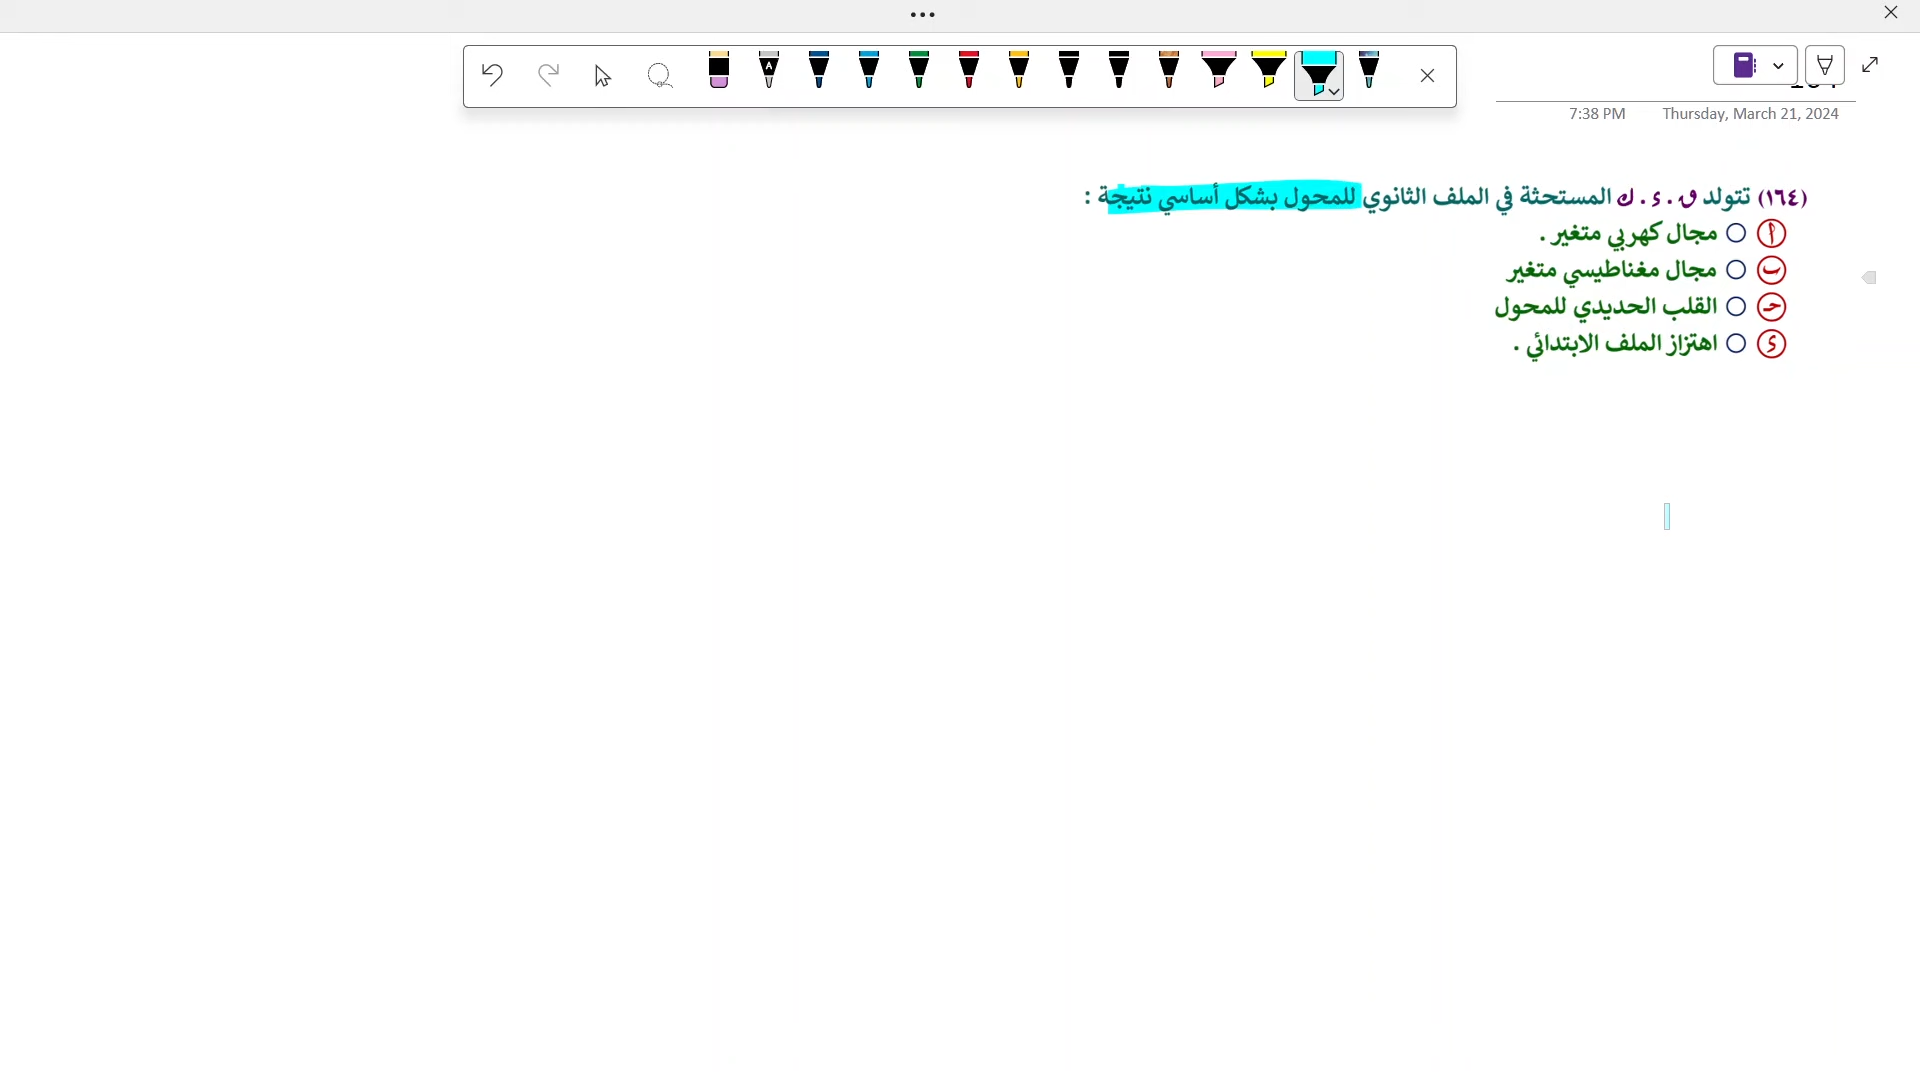 7:38 PM Thursday, March 21, 2024
(١٦٤) تتولد ق . ء . ك المستحثة في الملف الثانوي للمحول بشكل أساسي نتيجة :
أ مجال كهربي متغير .
ب مجال مغناطيسي متغير
حـ القلب الحديدي للمحول
ء اهتزاز الملف الابتدائي .